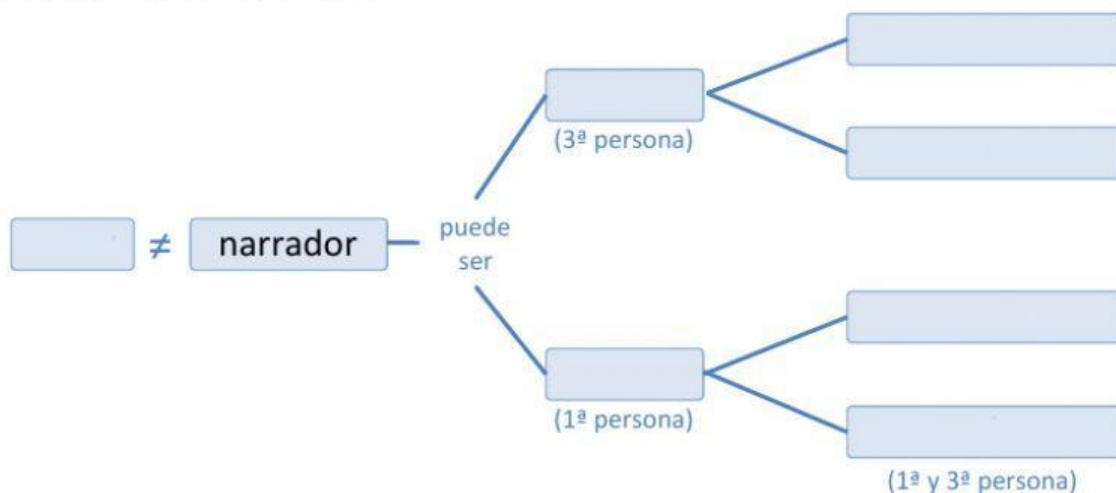 (3ª persona)
≠ narrador
puede
ser
(1ª persona)
(1ª y 3ª persona)